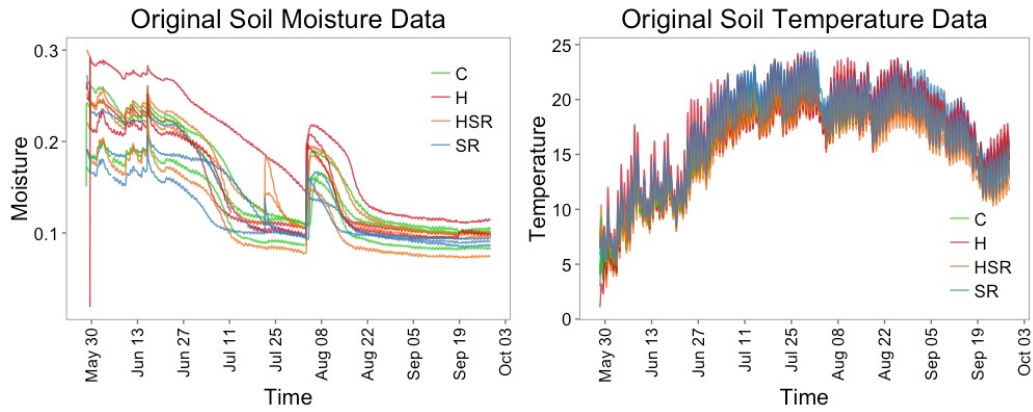 Original Soil Moisture Data
Moisture
0.3
0.2
0.1
C
H
HSR
SR
May 30
Jun 13
Jun 27
Jul 11
Jul 25
Aug 08
Aug 22
Sep 05
Sep 19
Oct 03
Time
Original Soil Temperature Data
Temperature
25
20
15
10
5
0
C
H
HSR
SR
May 30
Jun 13
Jun 27
Jul 11
Jul 25
Aug 08
Aug 22
Sep 05
Sep 19
Oct 03
Time